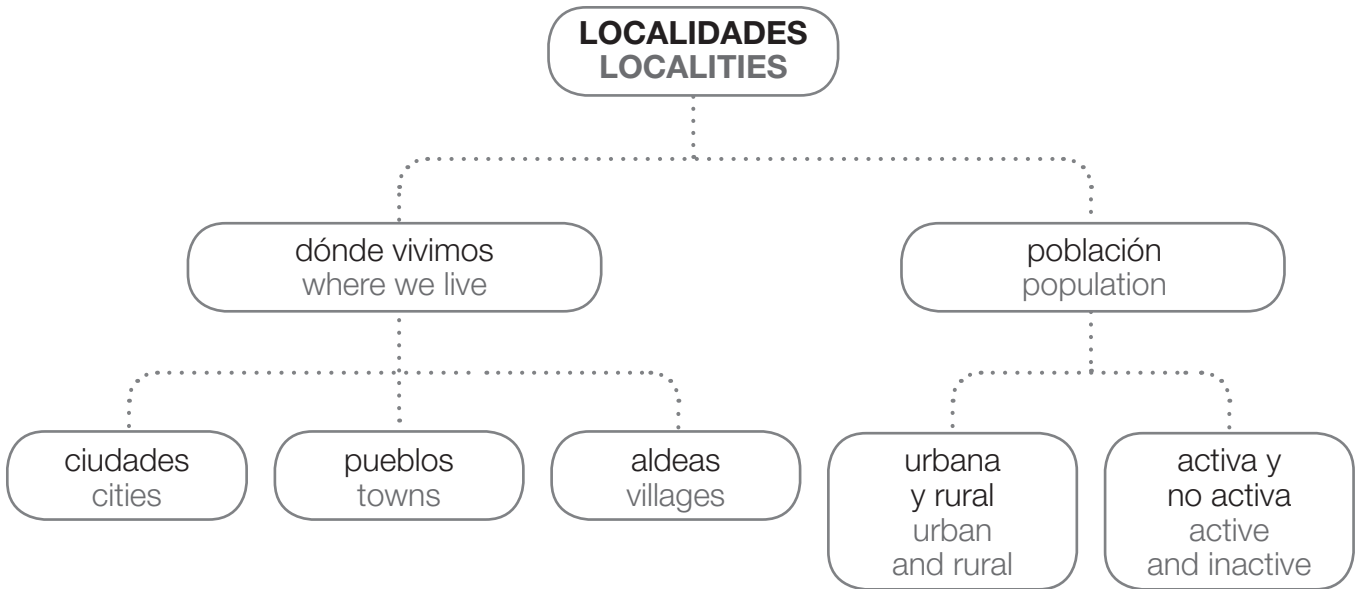 LOCALIDADES
LOCALITIES
dónde vivimos
where we live
población
population
ciudades
cities
pueblos
towns
aldeas
villages
urbana
y rural
urban
and rural
activa y
no activa
active
and inactive